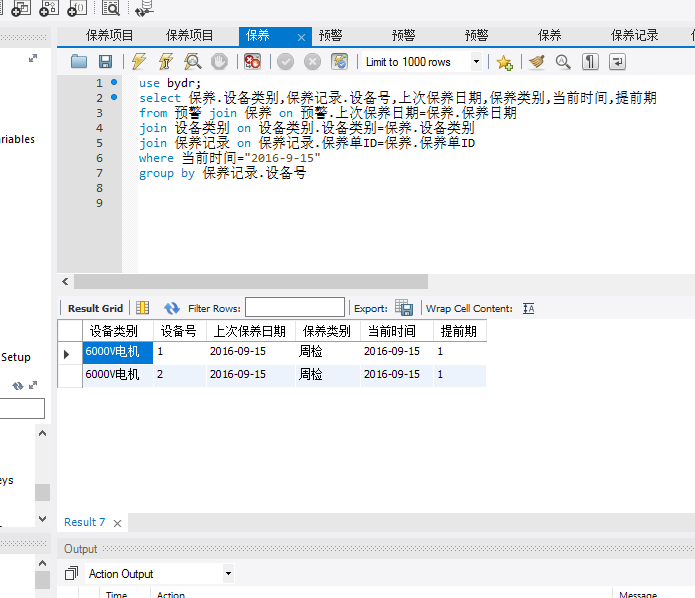 保养项目 保养项目 保养 × 预警 预警 预警 保养 保养记录
Limit to 1000 rows
ariables
1 use bydr;
2 select 保养.设备类别,保养记录.设备号,上次保养日期,保养类别,当前时间,提前期
3 from 预警 join 保养 on 预警.上次保养日期=保养.保养日期
4 join 设备类别 on 设备类别.设备类别=保养.设备类别
5 join 保养记录 on 保养记录.保养单ID=保养.保养单ID
6 where 当前时间="2016-9-15"
7 group by 保养记录.设备号
8
9
Result Grid Filter Rows: Export: Wrap Cell Content: IA
设备类别 设备号 上次保养日期 保养类别 当前时间 提前期
6000V电机 1 2016-09-15 周检 2016-09-15 1
6000V电机 2 2016-09-15 周检 2016-09-15 1
Setup
eys
Result 7 ×
Output
Action Output
Time Action Message